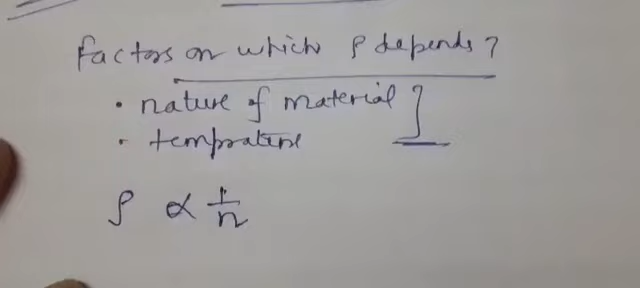 Factors on which ρ depends?
• nature of material
• temprature
ρ ∝ 1/n